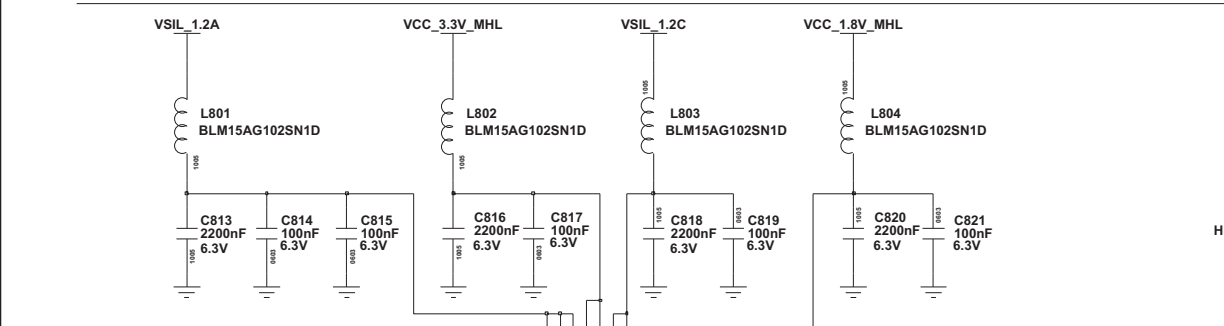 VSIL_1.2A
VCC_3.3V_MHL
VSIL_1.2C
VCC_1.8V_MHL
1005
1005
L801
BLM15AG102SN1D
L802
BLM15AG102SN1D
L803
BLM15AG102SN1D
L804
BLM15AG102SN1D
1005
1005
C813
2200nF
6.3V
1005
C814
100nF
6.3V
0603
C815
100nF
6.3V
0603
C816
2200nF
6.3V
1005
C817
100nF
6.3V
0603
1005
C818
2200nF
6.3V
0603
C819
100nF
6.3V
1005
C820
2200nF
6.3V
0603
C821
100nF
6.3V
H